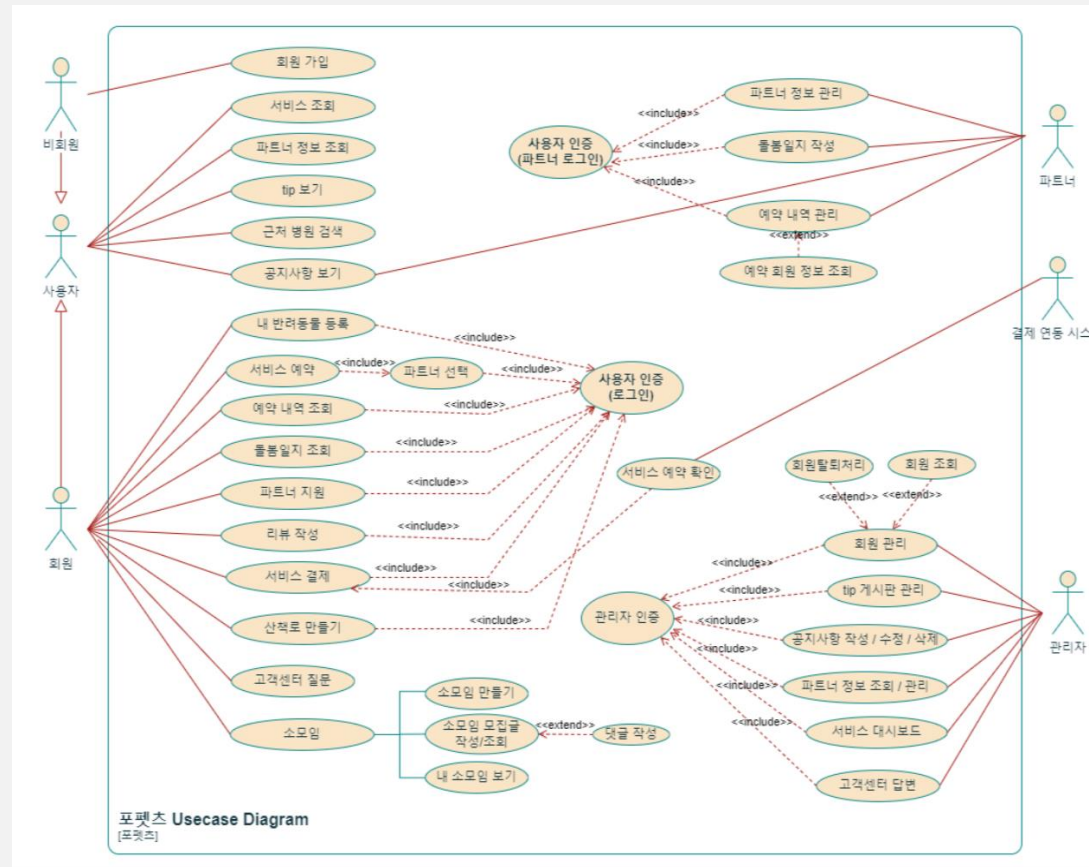 회원 가입
비회원
서비스 조회
파트너 정보 조회
tip 보기
근처 병원 검색
공지사항 보기
사용자
파트너 정보 관리
<<include>>
사용자 인증
(파트너 로그인)
<<include>>
돌봄일지 작성
<<include>>
예약 내역 관리
<<extend>>
예약 회원 정보 조회
파트너
결제 연동 시스
내 반려동물 등록
<<include>>
서비스 예약
<<include>>
파트너 선택
<<include>>
사용자 인증
(로그인)
예약 내역 조회
<<include>>
돌봄일지 조회
<<include>>
파트너 지원
<<include>>
리뷰 작성
<<include>>
서비스 결제
<<include>>
<<include>>
산책로 만들기
<<include>>
고객센터 질문
소모임
회원
서비스 예약 확인
소모임 만들기
소모임 모집글
작성/조회
<<extend>>
댓글 작성
내 소모임 보기
회원탈퇴처리
회원 조회
<<extend>>
<<extend>>
회원 관리
<<include>>
tip 게시판 관리
<<include>>
관리자 인증
<<include>>
공지사항 작성 / 수정 / 삭제
<<include>>
파트너 정보 조회 / 관리
<<include>>
서비스 대시보드
<<include>>
고객센터 답변
관리자
포펫츠 Usecase Diagram
[포펫츠]